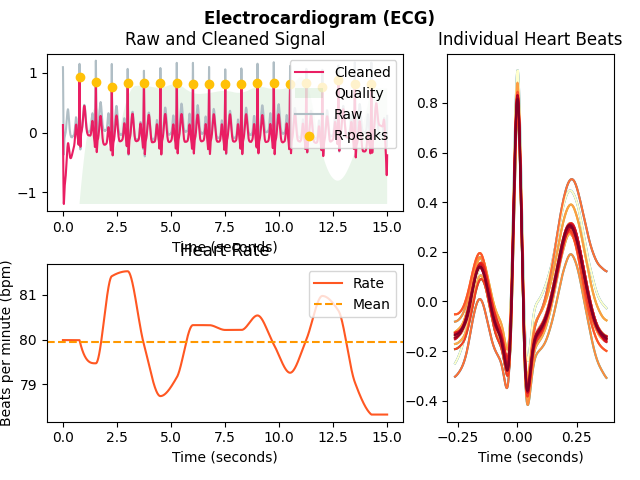 Electrocardiogram (ECG)
Raw and Cleaned Signal
1
0
−1
0.0 2.5 5.0 7.5 10.0 12.5 15.0
Time (seconds)
Cleaned
Quality
Raw
R-peaks
Heart Rate
Beats per minute (bpm)
81
80
79
0.0 2.5 5.0 7.5 10.0 12.5 15.0
Time (seconds)
Rate
Mean
Individual Heart Beats
0.8
0.6
0.4
0.2
0.0
−0.2
−0.4
−0.25 0.00 0.25
Time (seconds)